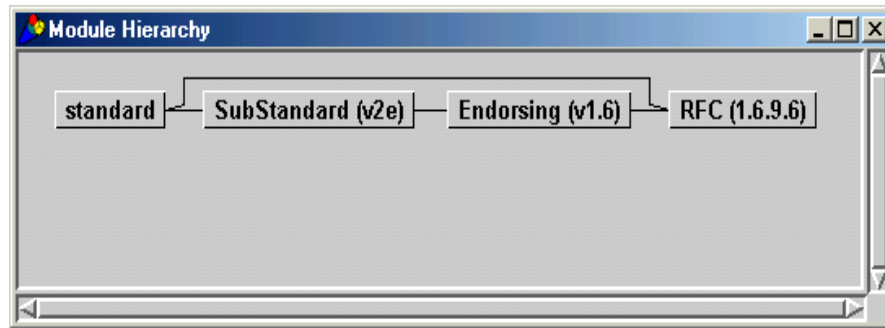 Module Hierarchy
standard SubStandard (v2e) Endorsing (v1.6) RFC (1.6.9.6)